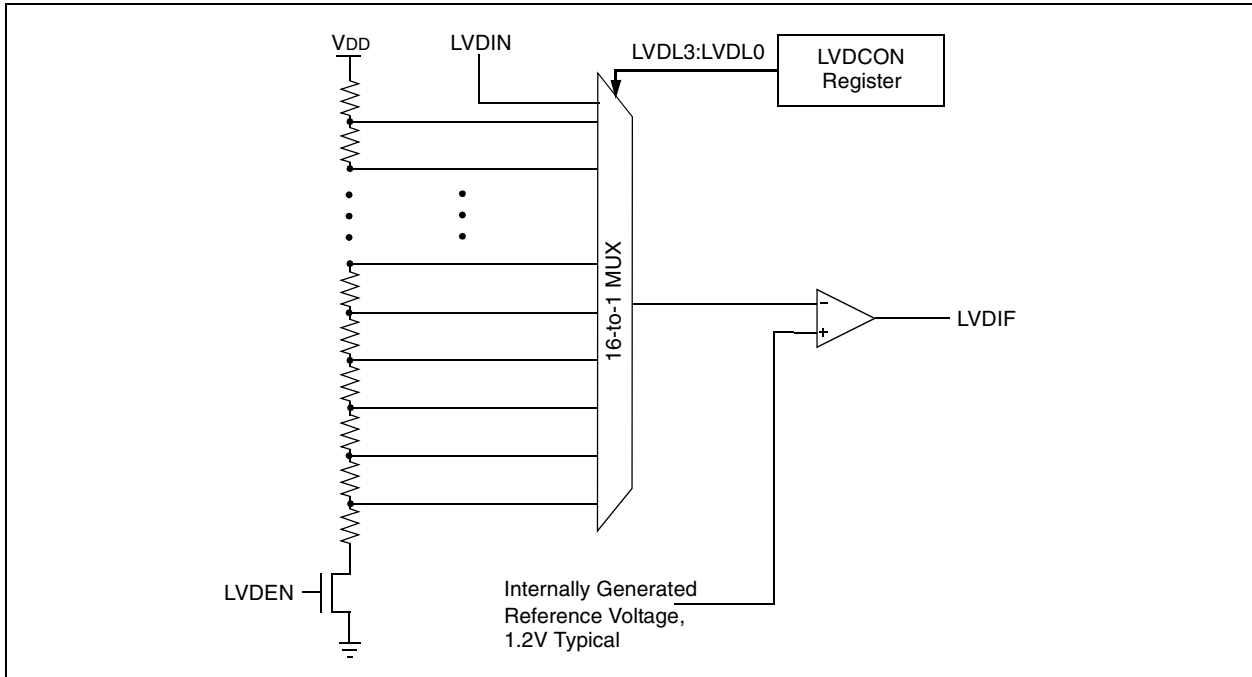 VDD
LVDIN
LVDL3:LVDL0
LVDCON
Register
16-to-1 MUX
–
+
LVDIF
LVDEN
Internally Generated
Reference Voltage,
1.2V Typical